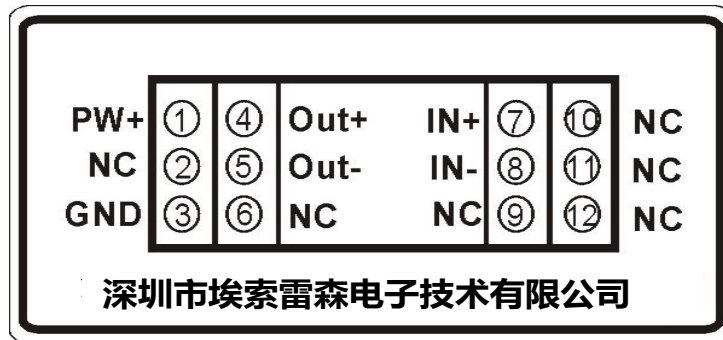 PW+ ① ④ Out+ IN+ ⑦ ⑩ NC
NC ② ⑤ Out- IN- ⑧ ⑪ NC
GND ③ ⑥ NC NC ⑨ ⑫ NC
深圳市埃索雷森电子技术有限公司